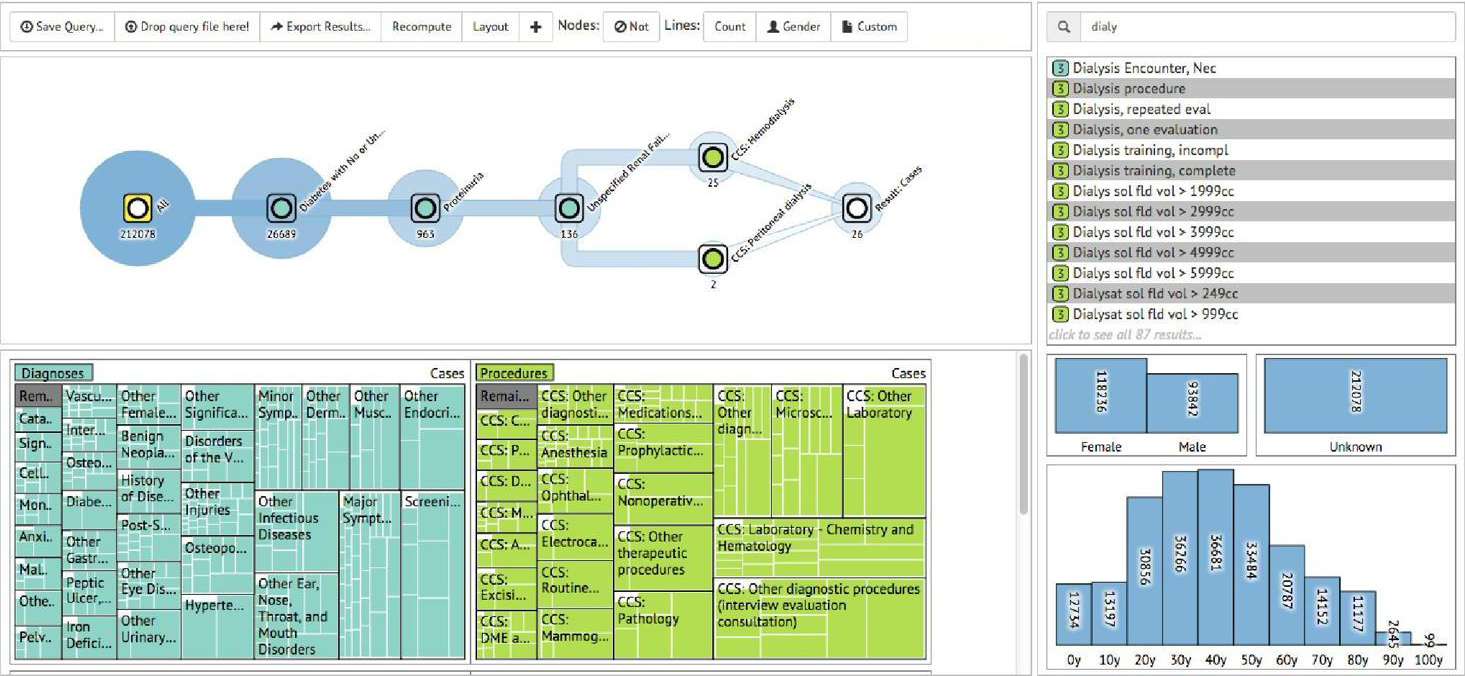 Save Query...
Drop query file here!
Export Results...
Recompute
Layout
+
Nodes:
Not
Lines:
Count
Gender
Custom
dialy
All
212078
Diabetes with No or Un...
26689
Proteinuria
963
Unspecified Renal Fail...
136
CCS: Hemodialysis
25
CCS: Peritoneal dialysis
2
Result: Cases
26
3 Dialysis Encounter, Nec
3 Dialysis procedure
3 Dialysis, repeated eval
3 Dialysis, one evaluation
3 Dialysis training, incompl
3 Dialysis training, complete
3 Dialys sol fld vol > 1999cc
3 Dialys sol fld vol > 2999cc
3 Dialys sol fld vol > 3999cc
3 Dialys sol fld vol > 4999cc
3 Dialys sol fld vol > 5999cc
3 Dialysat sol fld vol > 249cc
3 Dialysat sol fld vol > 999cc
click to see all 87 results...
Diagnoses
Cases
Rem..
Cata..
Sign..
Cell..
Mon..
Anxi..
Mal..
Othe..
Pelv..
Vascu...
Inter...
Osteo...
Diabe...
Other
Gastr...
Peptic
Ulcer,...
Iron
Defici...
Other
Female...
Benign
Neopla...
History
of Dise...
Post-S...
Other
Eye Dis...
Other
Urinary...
Other
Significa...
Disorders
of the V...
Other
Injuries
Osteopo...
Hyperte...
Minor
Symp..
Other
Derm..
Other
Musc..
Other
Endocri...
Other
Infectious
Diseases
Other Ear,
Nose,
Throat, and
Mouth
Disorders
Major
Sympt...
Screeni...
Procedures
Cases
Remai...
CCS: C...
CCS: P...
CCS: D...
CCS: M...
CCS: A...
CCS:
Excisi...
CCS:
DME a...
CCS: Other
diagnosti...
CCS:
Anesthesia
CCS:
Ophthal...
CCS:
Electroca...
CCS:
Routine...
CCS:
Mammog...
CCS:
Medications...
CCS:
Prophylactic...
CCS:
Nonoperativ...
CCS: Other
therapeutic
procedures
CCS:
Pathology
CCS:
Other
diagn...
CCS:
Microsc...
CCS: Other
Laboratory
CCS: Laboratory - Chemistry and
Hematology
CCS: Other diagnostic procedures
(interview evaluation
consultation)
118236
93842
Female
Male
212078
Unknown
12734
13197
30856
36266
36681
33484
20787
14152
11177
2645
99
0y 10y 20y 30y 40y 50y 60y 70y 80y 90y 100y